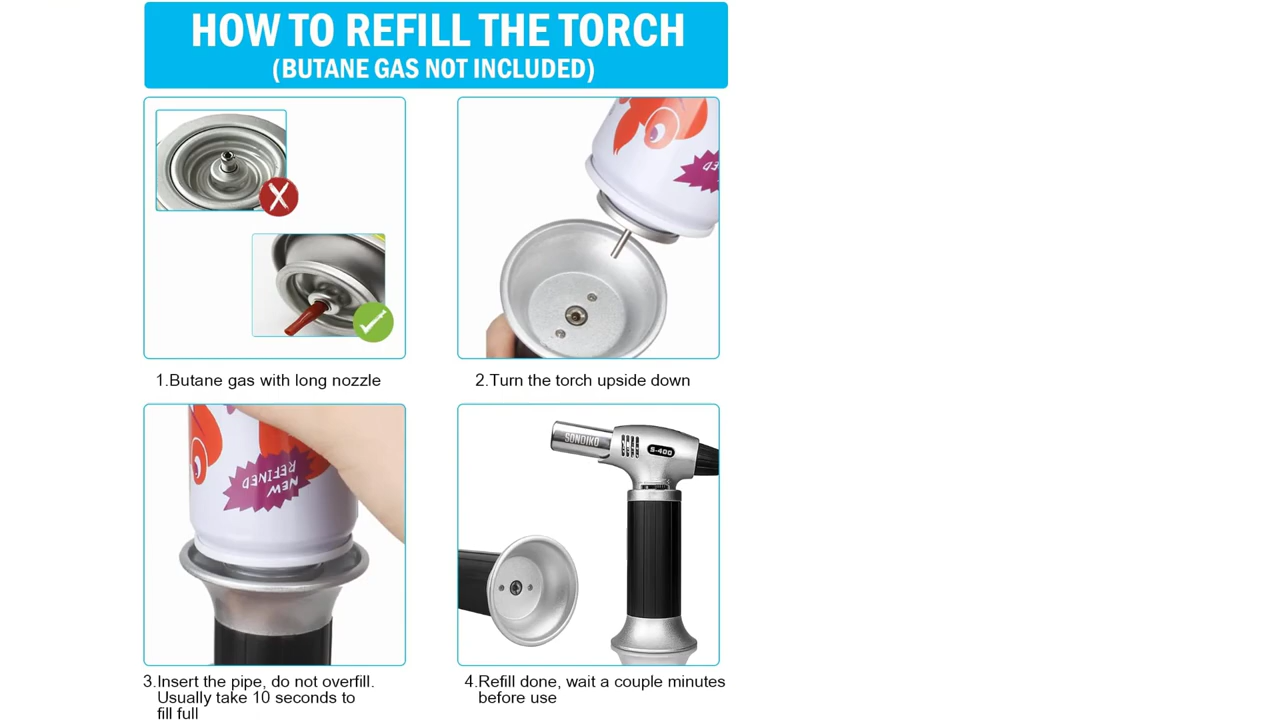 HOW TO REFILL THE TORCH
(BUTANE GAS NOT INCLUDED)
1.Butane gas with long nozzle
2.Turn the torch upside down
NEW
REFINED
SONDIKO
S-400
3.Insert the pipe, do not overfill.
Usually take 10 seconds to
fill full
4.Refill done, wait a couple minutes
before use